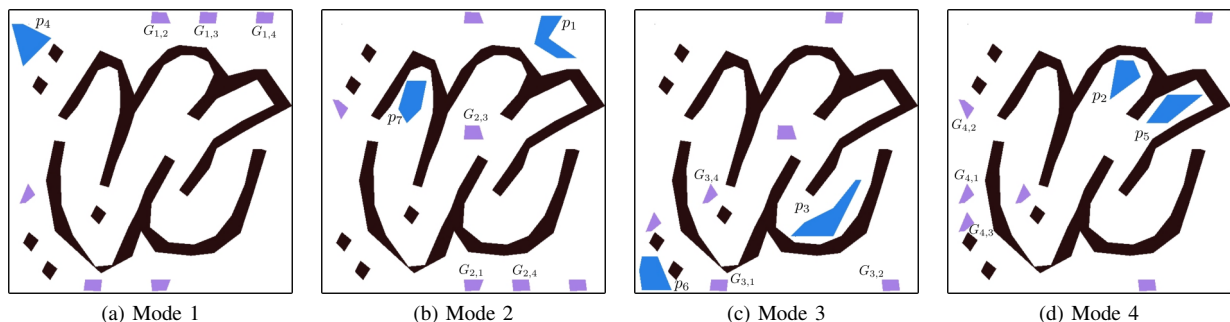 p4 G1,2 G1,3 G1,4
p7 G2,3 p1 G2,1 G2,4
G3,4 p3 p6 G3,1 G3,2
G4,2 G4,1 G4,3 p2 p5
(a) Mode 1 (b) Mode 2 (c) Mode 3 (d) Mode 4